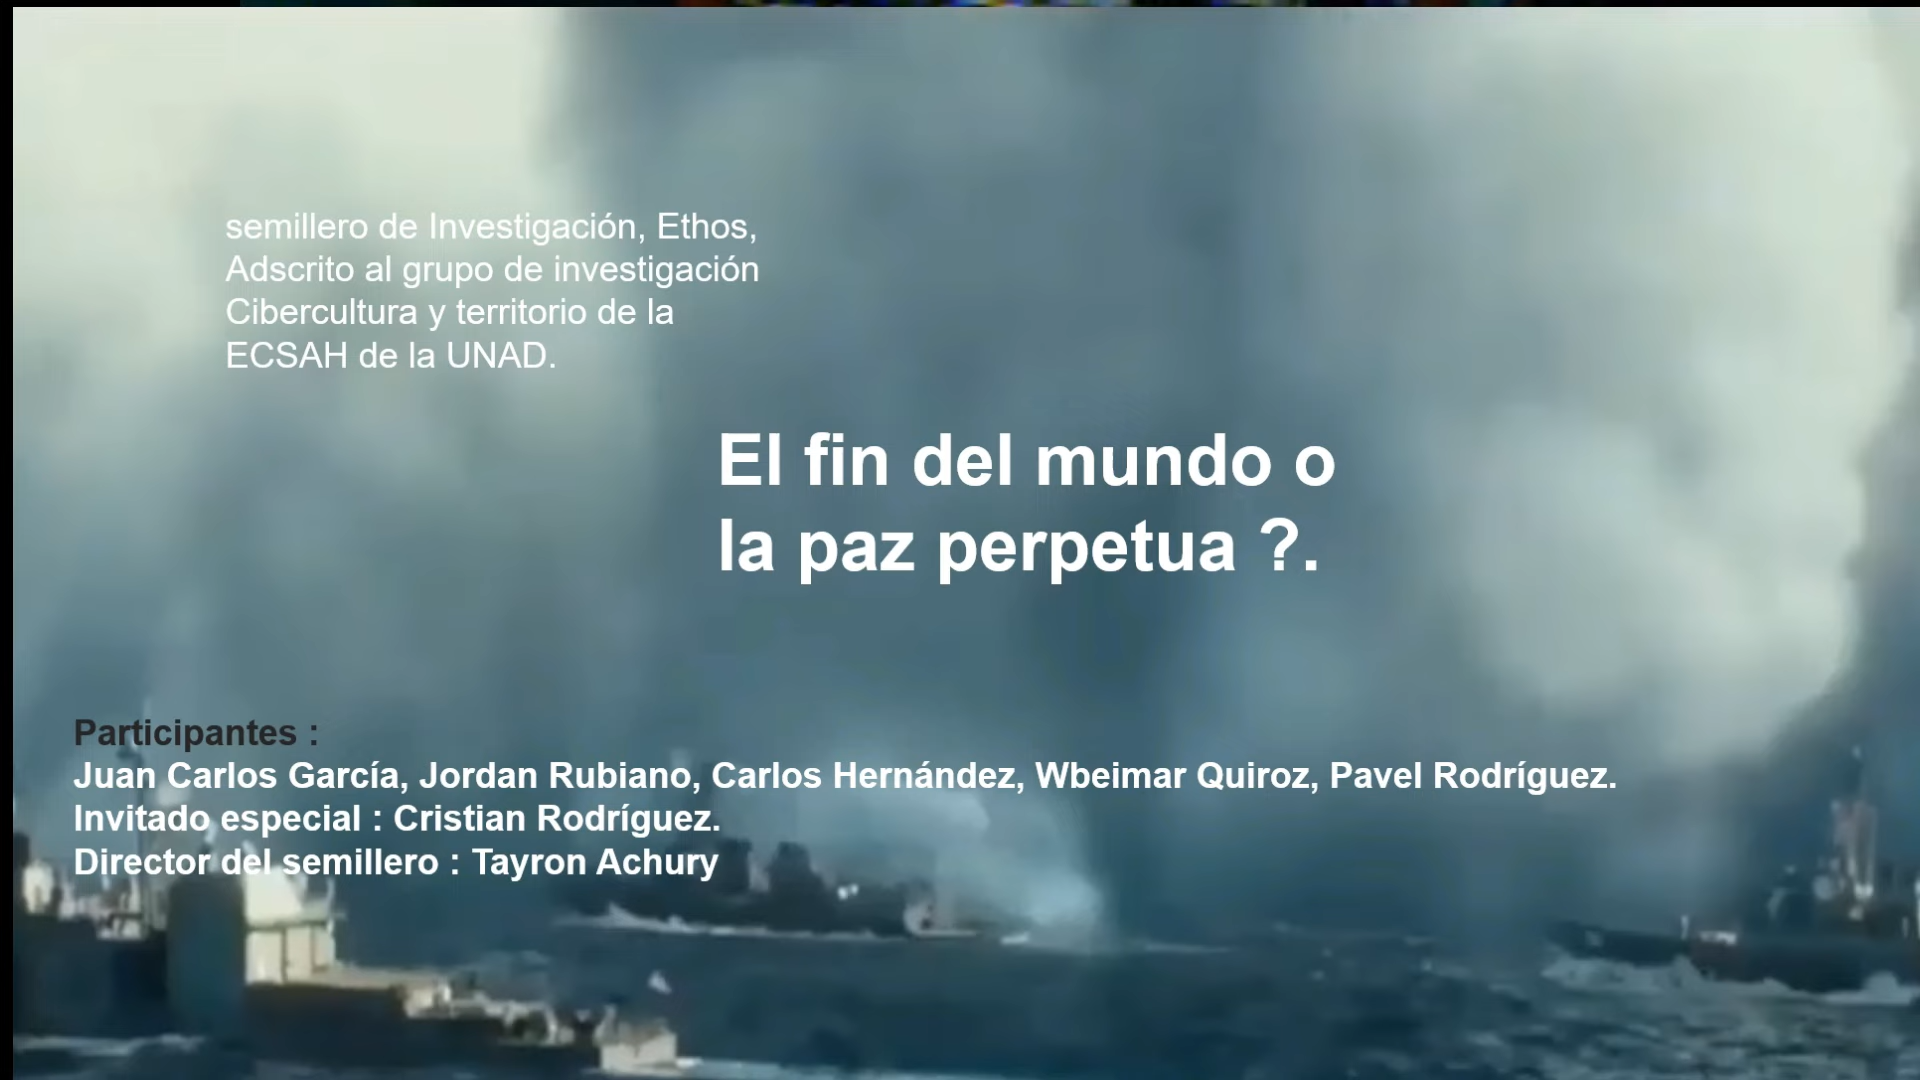 semillero de Investigación, Ethos,
Adscrito al grupo de investigación
Cibercultura y territorio de la
ECSAH de la UNAD.
El fin del mundo o
la paz perpetua ?.
Participantes :
Juan Carlos García, Jordan Rubiano, Carlos Hernández, Wbeimar Quiroz, Pavel Rodríguez.
Invitado especial : Cristian Rodríguez.
Director del semillero : Tayron Achury